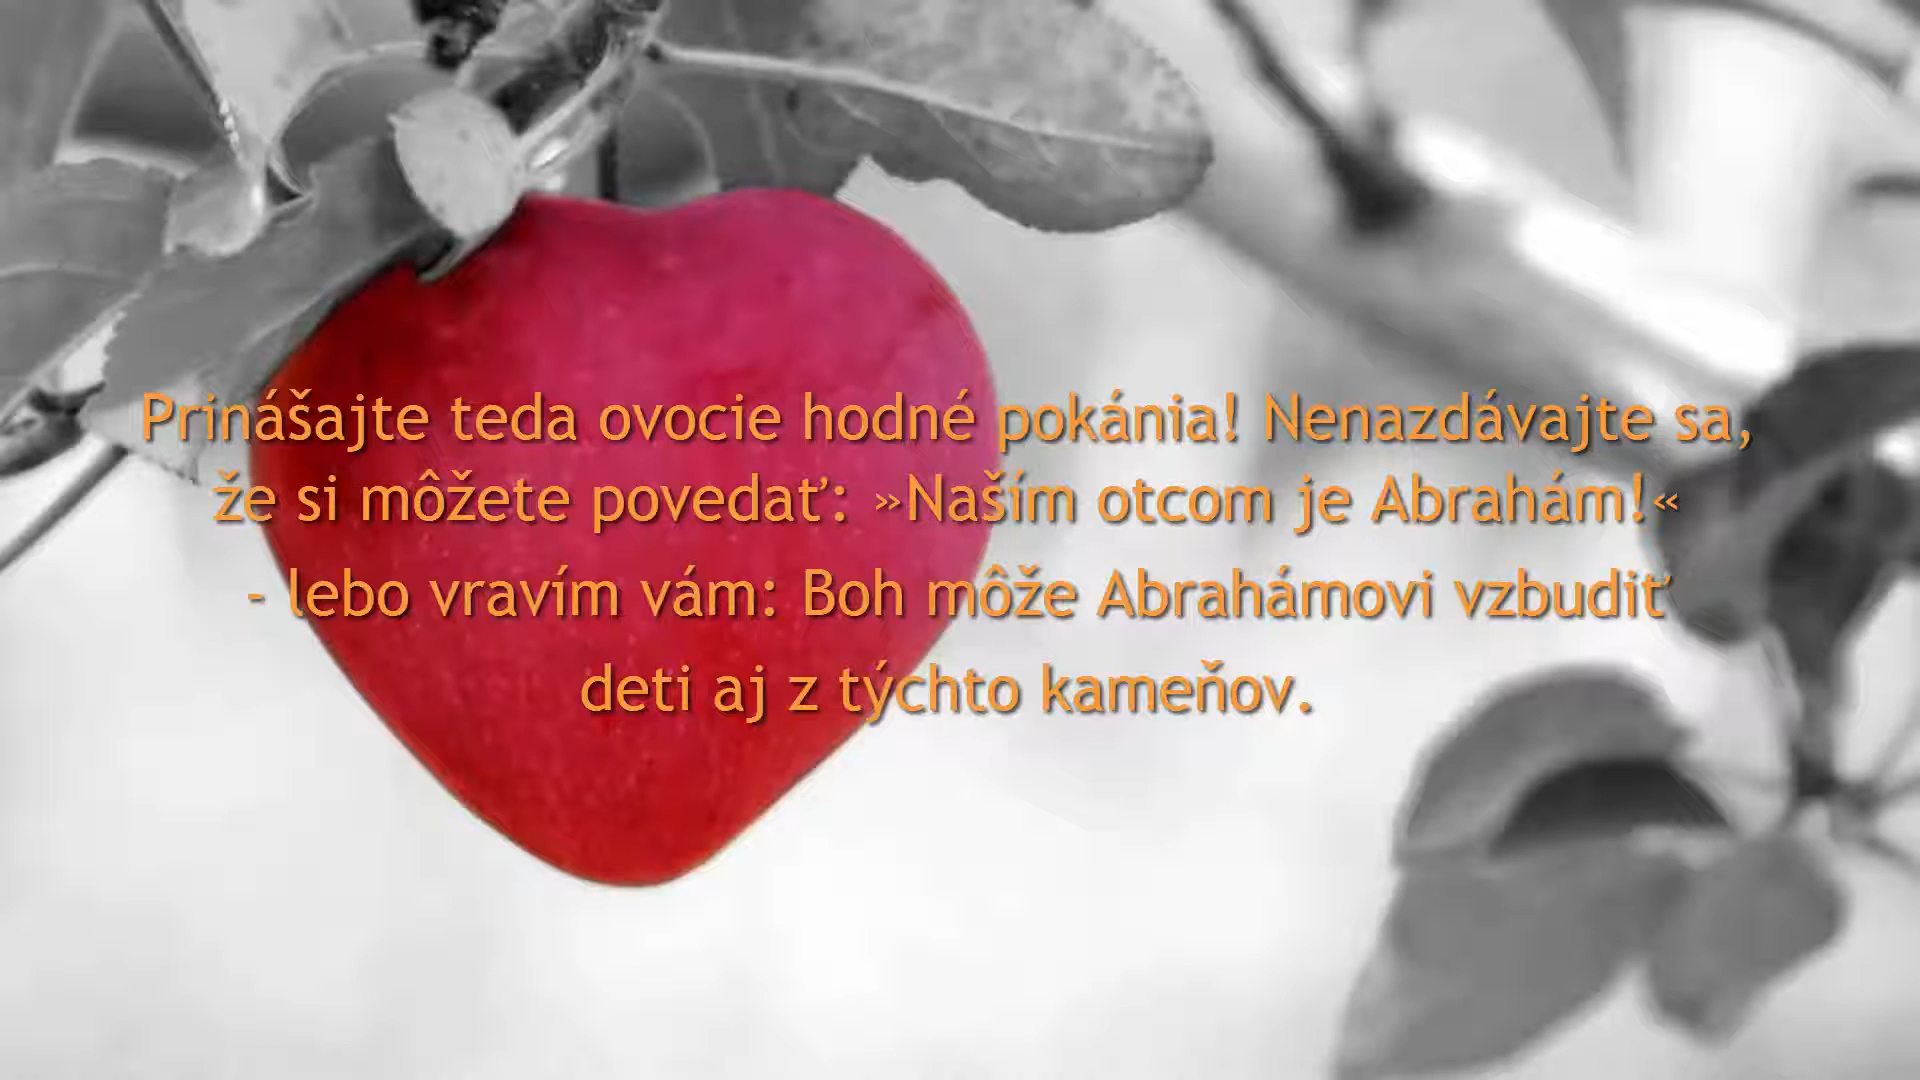 Prinášajte teda ovocie hodné pokánia! Nenazdávajte sa,
že si môžete povedať: »Naším otcom je Abrahám!«
- lebo vravím vám: Boh môže Abrahámovi vzbudiť
deti aj z týchto kameňov.